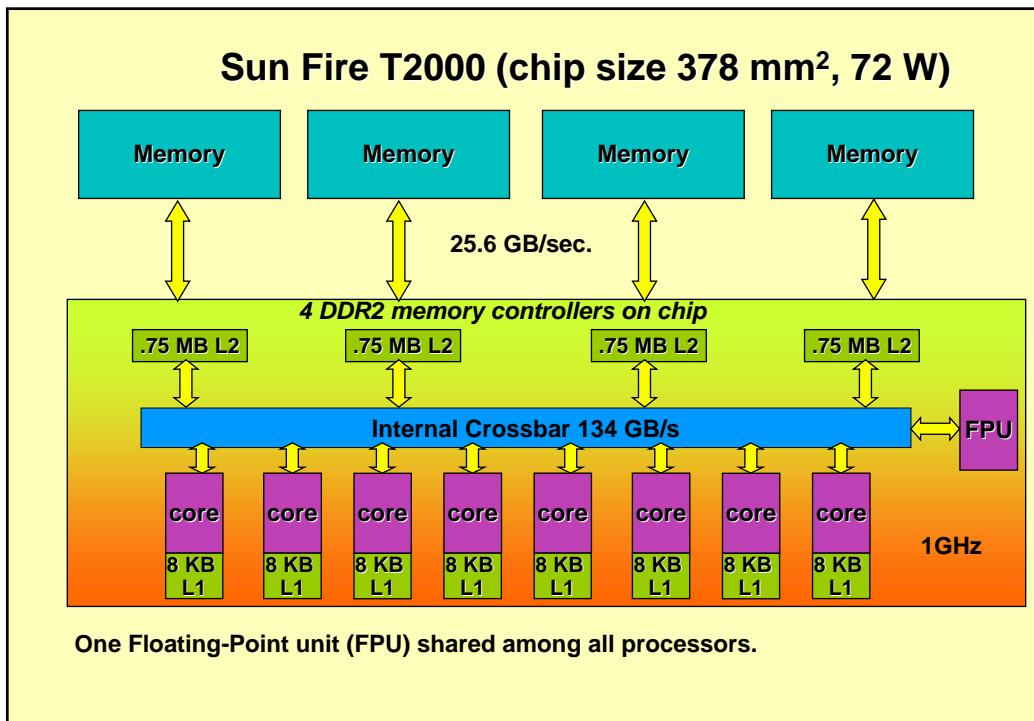 Sun Fire T2000 (chip size 378 mm², 72 W)
Memory
Memory
Memory
Memory
25.6 GB/sec.
4 DDR2 memory controllers on chip
.75 MB L2
.75 MB L2
.75 MB L2
.75 MB L2
Internal Crossbar 134 GB/s
FPU
core
core
core
core
core
core
core
core
1GHz
8 KB
L1
8 KB
L1
8 KB
L1
8 KB
L1
8 KB
L1
8 KB
L1
8 KB
L1
8 KB
L1
One Floating-Point unit (FPU) shared among all processors.